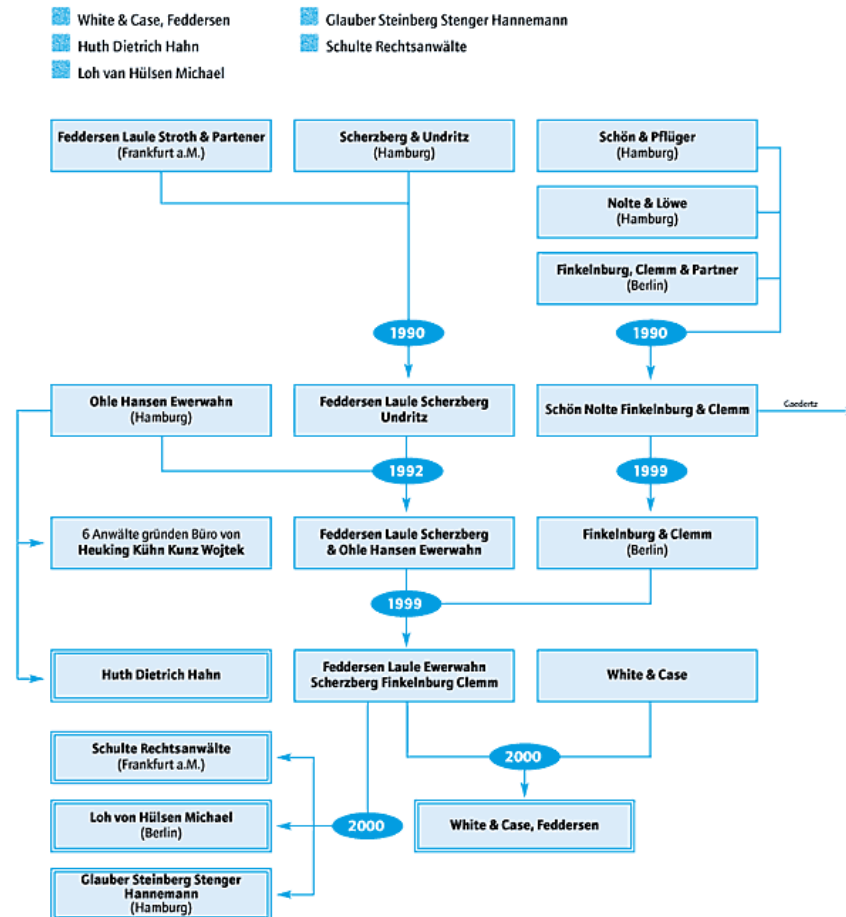 White & Case, Feddersen
Huth Dietrich Hahn
Loh van Hülsen Michael
Glauber Steinberg Stenger Hannemann
Schulte Rechtsanwälte
Feddersen Laule Stroth & Partener
(Frankfurt a.M.)
Scherzberg & Undritz
(Hamburg)
Schön & Pflüger
(Hamburg)
Nolte & Löwe
(Hamburg)
Finkelnburg, Clemm & Partner
(Berlin)
1990
1990
Ohle Hansen Ewerwahn
(Hamburg)
Feddersen Laule Scherzberg
Undritz
Schön Nolte Finkelnburg & Clemm
Gaedertz
1992
1999
6 Anwälte gründen Büro von
Heuking Kühn Kunz Wojtek
Feddersen Laule Scherzberg
& Ohle Hansen Ewerwahn
Finkelnburg & Clemm
(Berlin)
1999
Huth Dietrich Hahn
Feddersen Laule Ewerwahn
Scherzberg Finkelnburg Clemm
White & Case
Schulte Rechtsanwälte
(Frankfurt a.M.)
2000
Loh von Hülsen Michael
(Berlin)
2000
White & Case, Feddersen
Glauber Steinberg Stenger
Hannemann
(Hamburg)